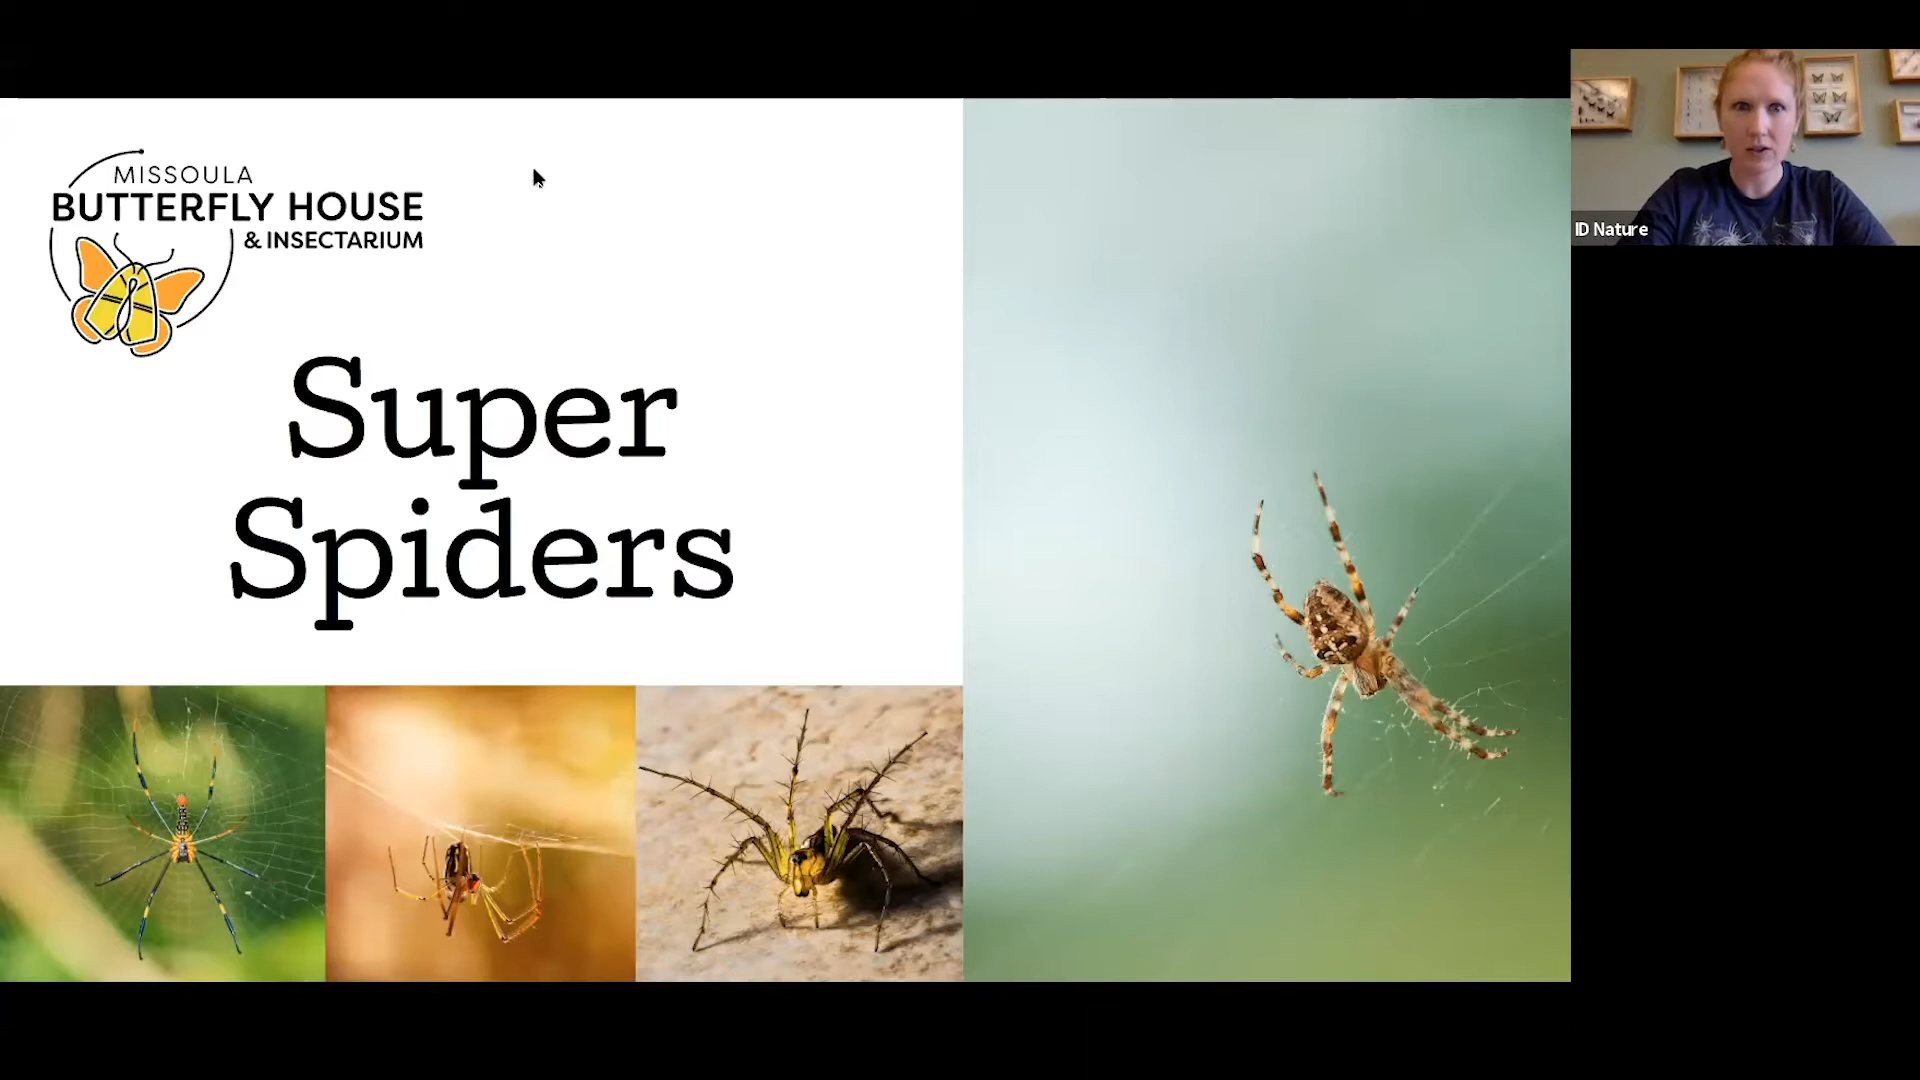 MISSOULA
BUTTERFLY HOUSE
& INSECTARIUM
Super
Spiders
ID Nature